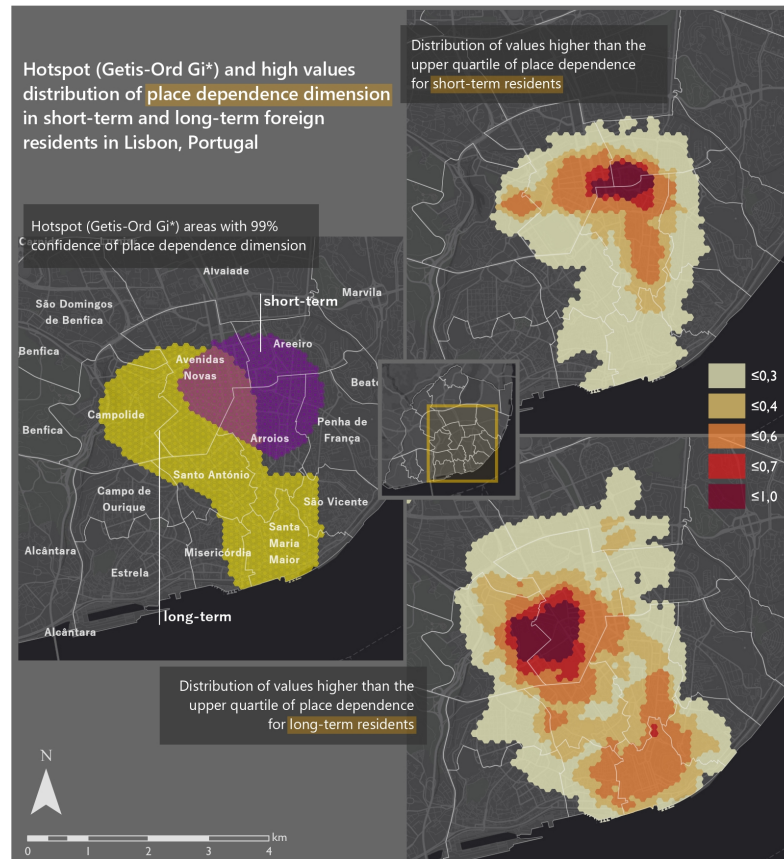 Hotspot (Getis-Ord Gi*) and high values
distribution of place dependence dimension
in short-term and long-term foreign
residents in Lisbon, Portugal
Distribution of values higher than the
upper quartile of place dependence
for short-term residents
Hotspot (Getis-Ord Gi*) areas with 99%
confidence of place dependence dimension
Alvalade
Marvila
short-term
São Domingos
de Benfica
Areeiro
Avenidas
Novas
Benfica
Beato
Campolide
Penha de
França
Benfica
Arroios
Santo António
Campo de
Ourique
São Vicente
Santa
Maria
Maior
Misericórdia
Alcântara
Estrela
long-term
Alcântara
≤0,3
≤0,4
≤0,6
≤0,7
≤1,0
Distribution of values higher than the
upper quartile of place dependence
for long-term residents
N
km
0 1 2 3 4